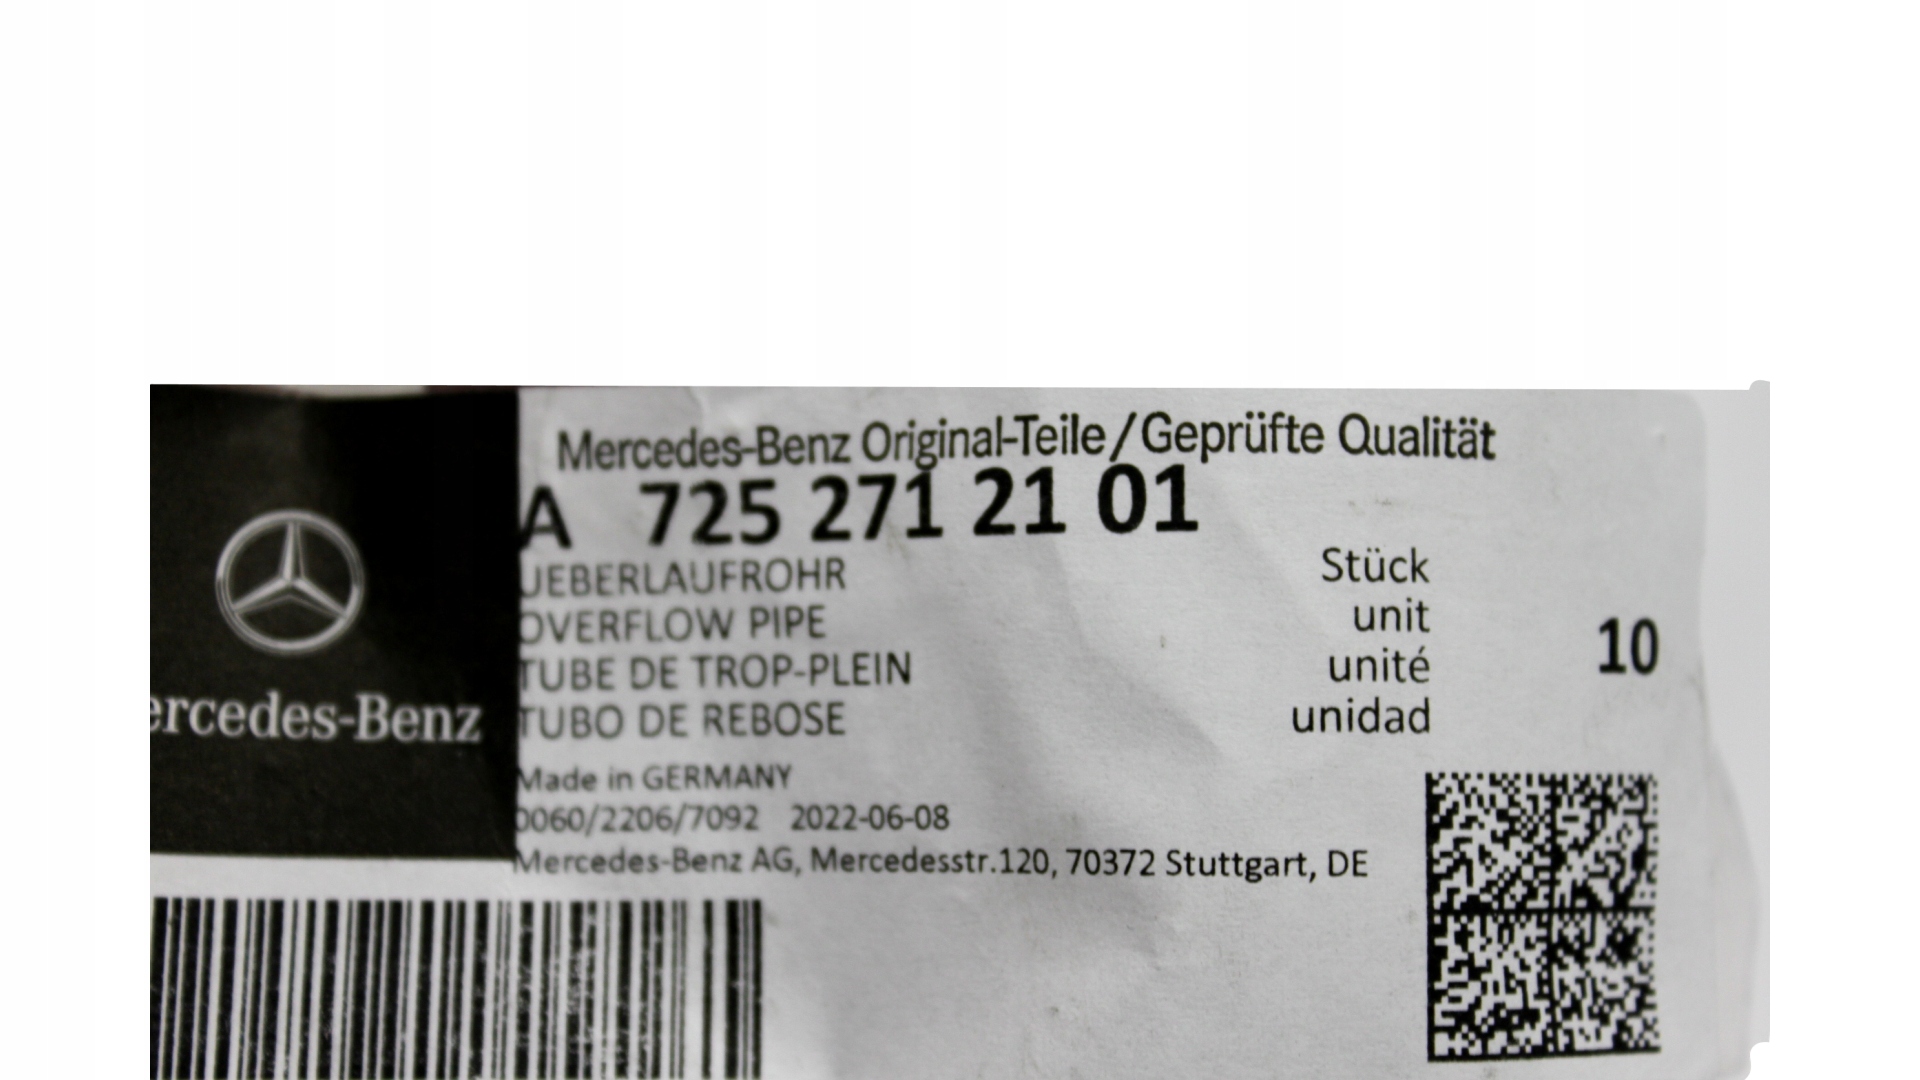 Mercedes-Benz Original-Teile/Geprüfte Qualität
A 725 271 21 01
UEBERLAUFROHR
OVERFLOW PIPE
TUBE DE TROP-PLEIN
TUBO DE REBOSE
Stück
unit
unité
unidad
10
ercedes-Benz
Made in GERMANY
0060/2206/7092 2022-06-08
Mercedes-Benz AG, Mercedesstr.120, 70372 Stuttgart, DE